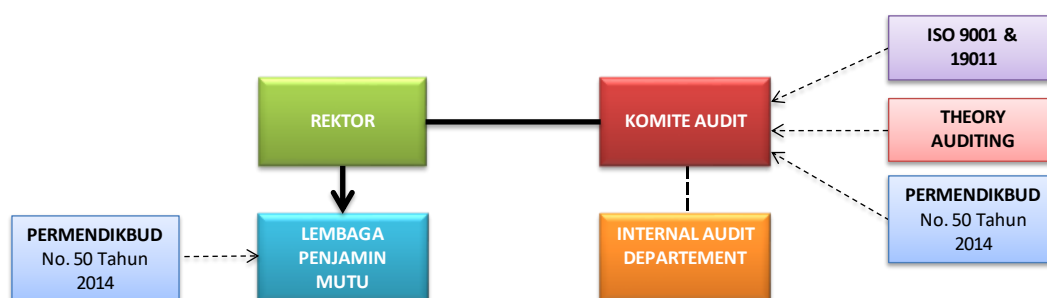 ISO 9001 &
19011
REKTOR
KOMITE AUDIT
THEORY
AUDITING
PERMENDIKBUD
No. 50 Tahun
2014
PERMENDIKBUD
No. 50 Tahun
2014
LEMBAGA
PENJAMIN
MUTU
INTERNAL AUDIT
DEPARTEMENT